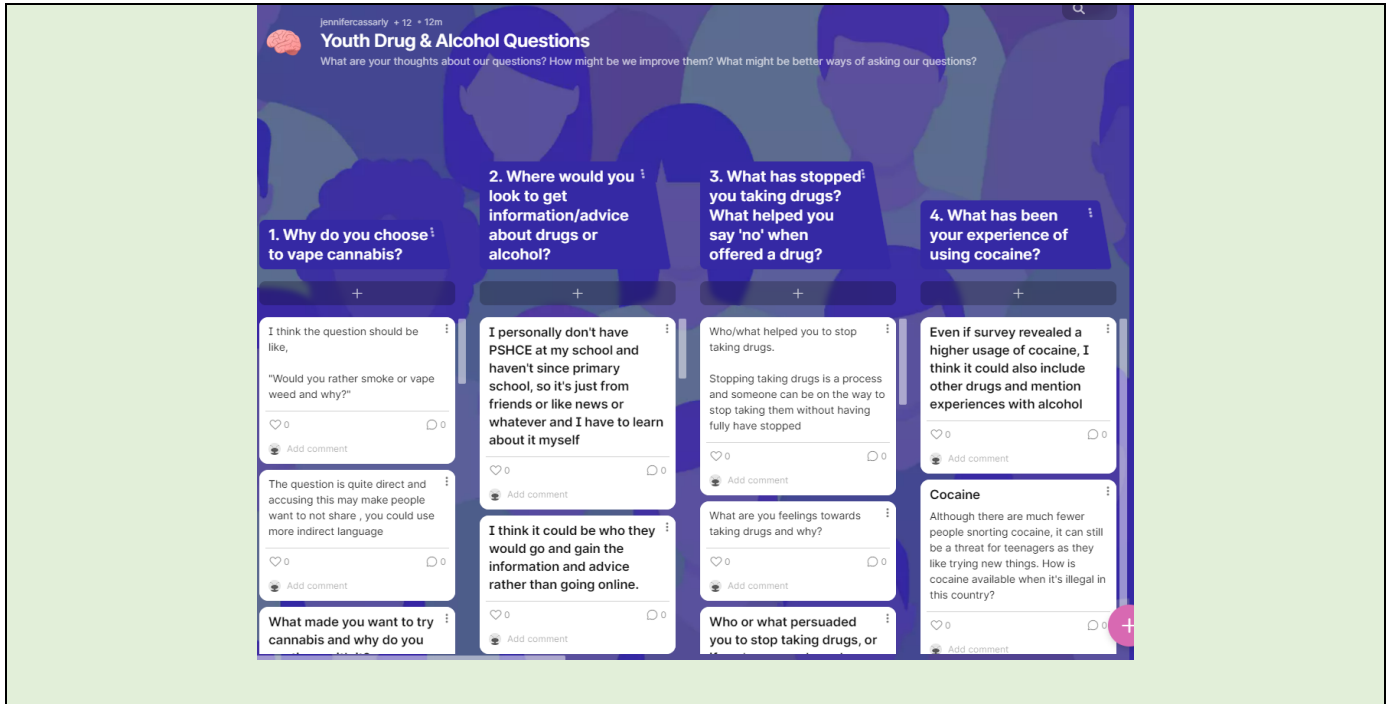 jennifercassarly + 12 • 12m
Youth Drug & Alcohol Questions
What are your thoughts about our questions? How might be we improve them? What might be better ways of asking our questions?
1. Why do you choose
to vape cannabis?
I think the question should be
like,
"Would you rather smoke or vape
weed and why?"
0
0
Add comment
The question is quite direct and
accusing this may make people
want to not share , you could use
more indirect language
0
0
Add comment
What made you want to try
cannabis and why do you
2. Where would you
look to get
information/advice
about drugs or
alcohol?
I personally don't have
PSHCE at my school and
haven't since primary
school, so it's just from
friends or like news or
whatever and I have to learn
about it myself
0
0
Add comment
I think it could be who they
would go and gain the
information and advice
rather than going online.
0
0
Add comment
3. What has stopped
you taking drugs?
What helped you
say 'no' when
offered a drug?
Who/what helped you to stop
taking drugs.
Stopping taking drugs is a process
and someone can be on the way to
stop taking them without having
fully have stopped
0
0
Add comment
What are you feelings towards
taking drugs and why?
0
0
Add comment
Who or what persuaded
you to stop taking drugs, or
4. What has been
your experience of
using cocaine?
Even if survey revealed a
higher usage of cocaine, I
think it could also include
other drugs and mention
experiences with alcohol
0
0
Add comment
Cocaine
Although there are much fewer
people snorting cocaine, it can still
be a threat for teenagers as they
like trying new things. How is
cocaine available when it's illegal in
this country?
0
0
Add comment